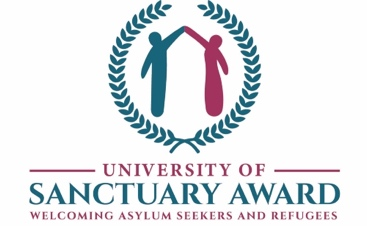 UNIVERSITY OF
SANCTUARY AWARD
WELCOMING ASYLUM SEEKERS AND REFUGEES